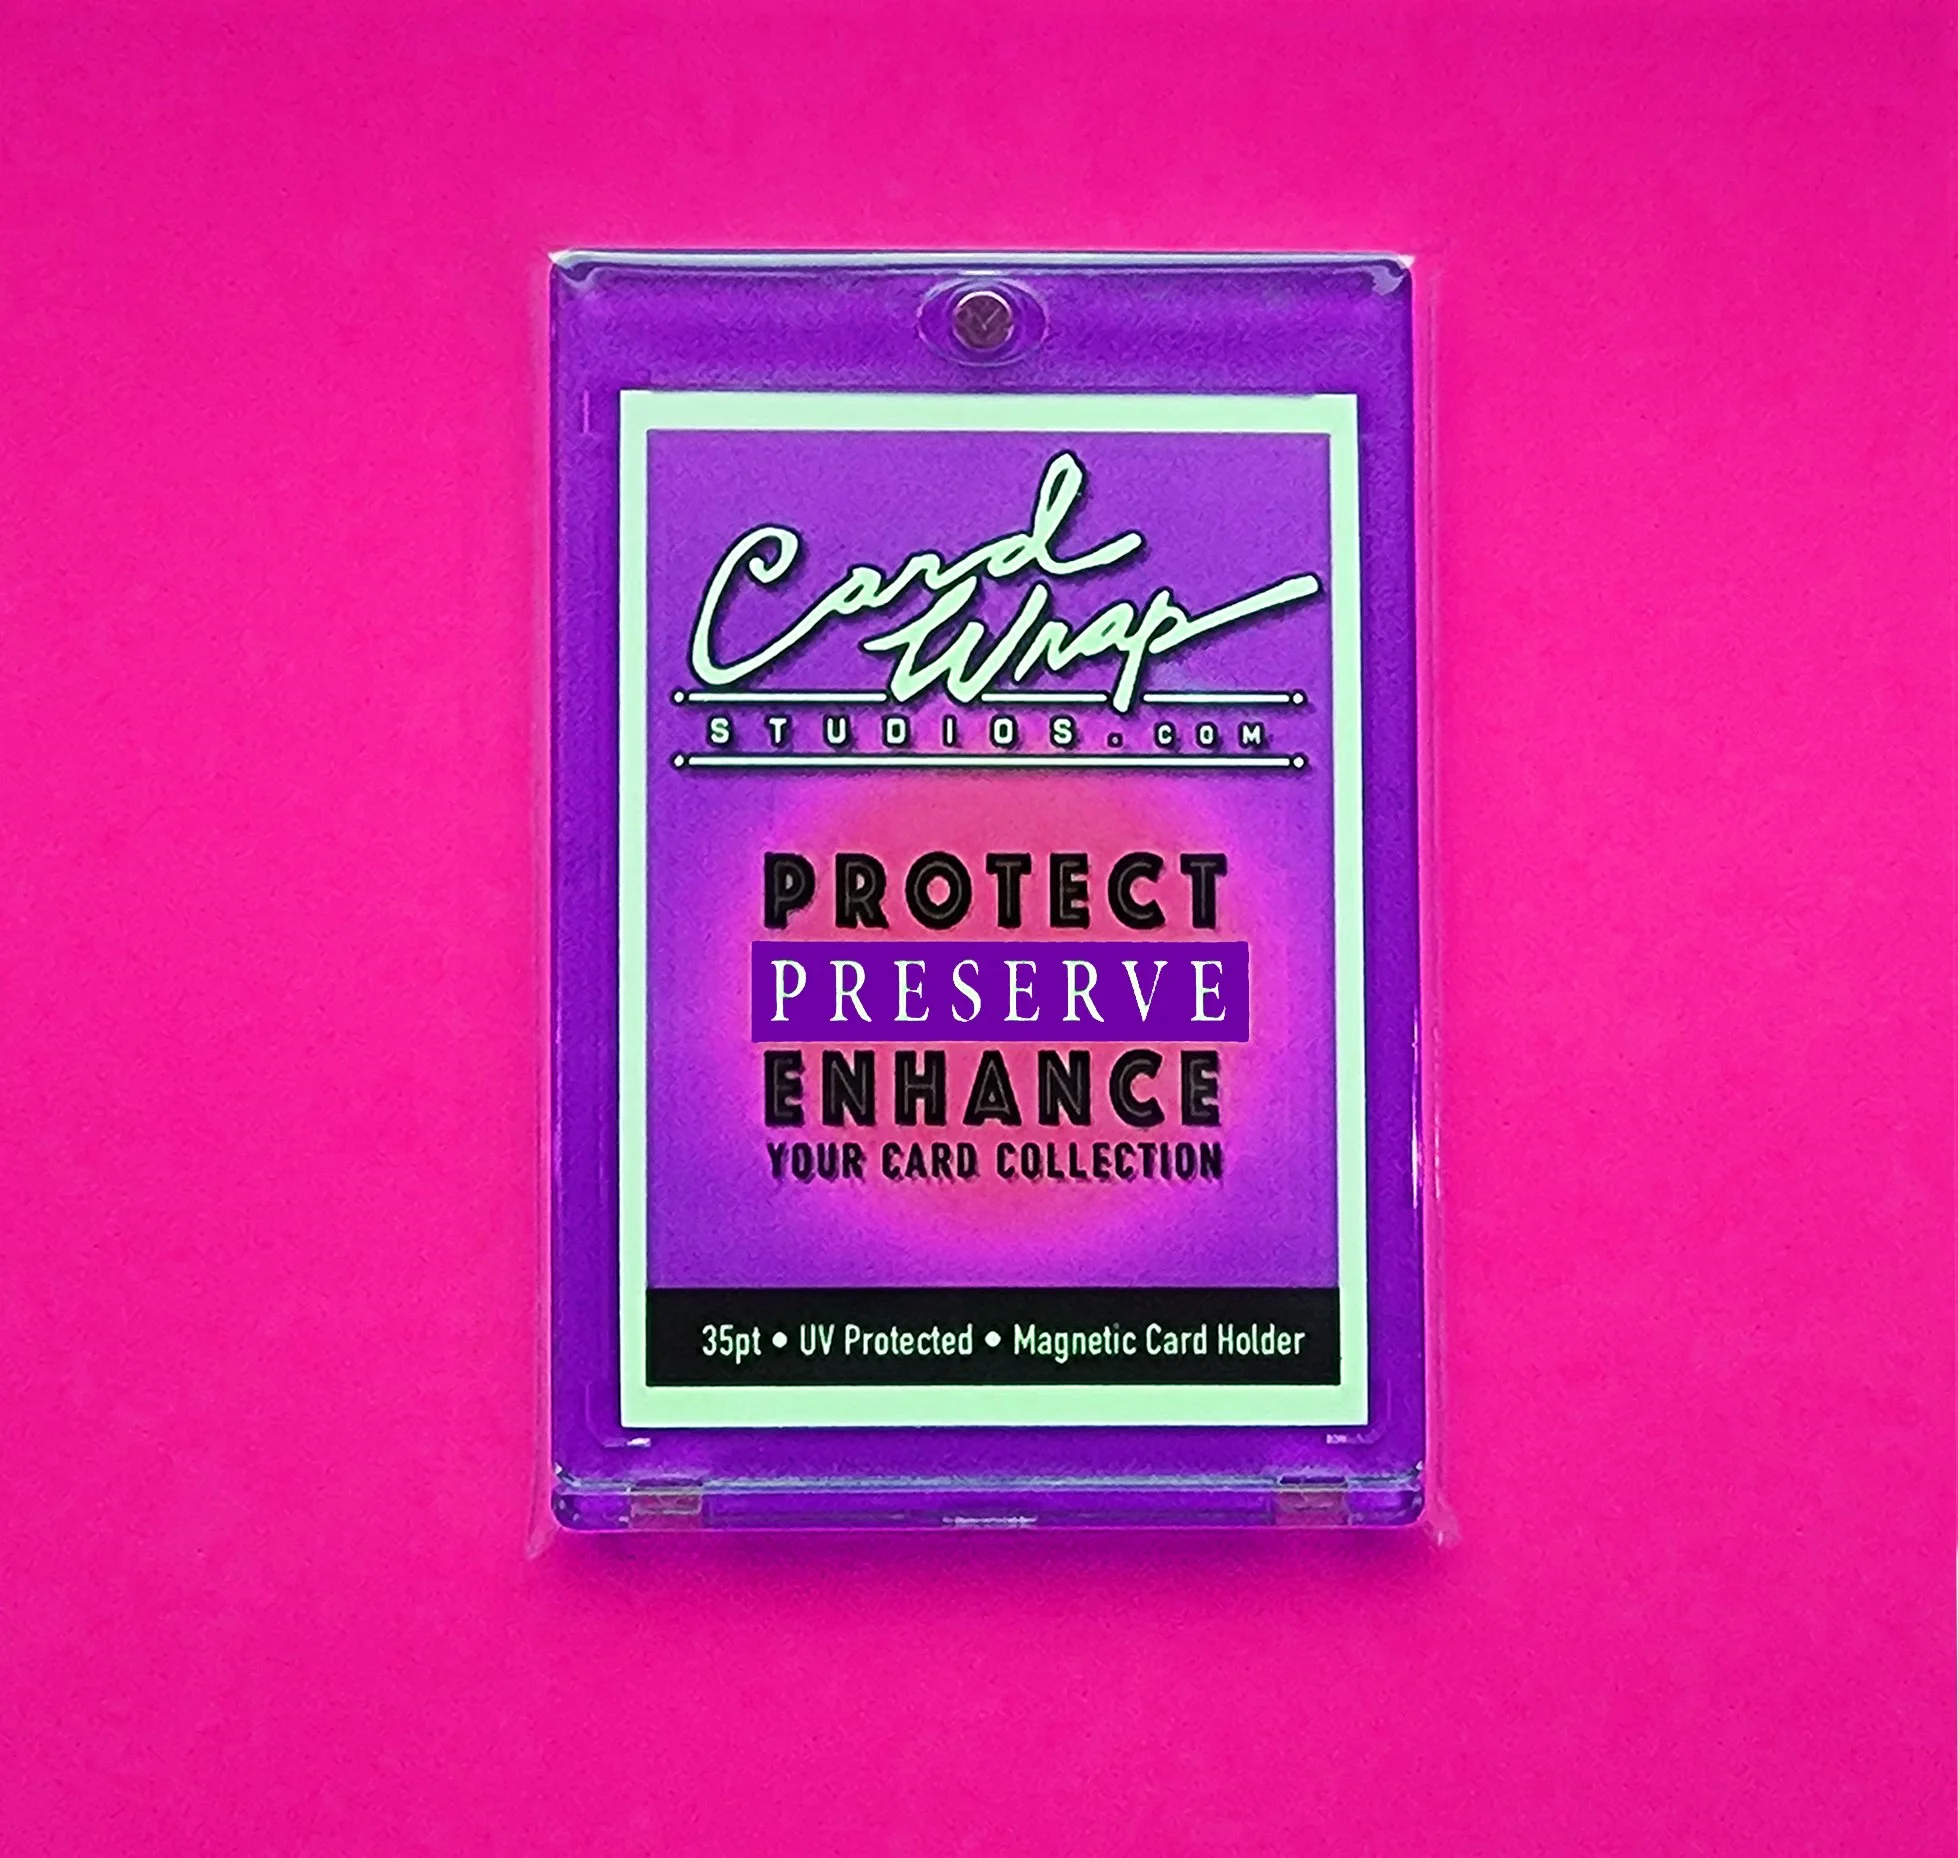 Card
Wrap
STUDIOS.COM
PROTECT
PRESERVE
ENHANCE
YOUR CARD COLLECTION
35pt • UV Protected • Magnetic Card Holder